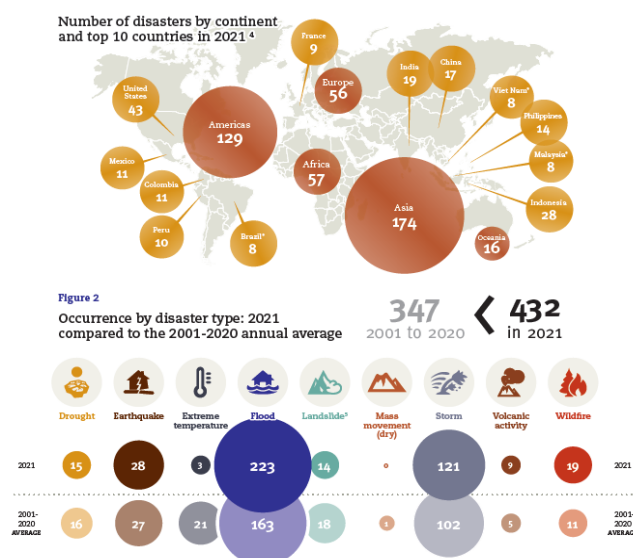 Number of disasters by continent
and top 10 countries in 2021 ⁴
France
9
United
States
43
Americas
129
Europe
56
India
19
China
17
Viet Nam*
8
Philippines
14
Malaysia*
8
Indonesia
28
Mexico
11
Colombia
11
Peru
10
Brazil*
8
Africa
57
Asia
174
Oceania
16
Figure 2
Occurrence by disaster type: 2021
compared to the 2001-2020 annual average
347
2001 to 2020
<
432
in 2021
Drought
Earthquake
Extreme
temperature
Flood
Landslide⁵
Mass
movement
(dry)
Storm
Volcanic
activity
Wildfire
2021 15 28 3 223 14 0 121 9 19 2021
2001-
2020
AVERAGE
16 27 21 163 18 1 102 5 11
2001-
2020
AVERAGE